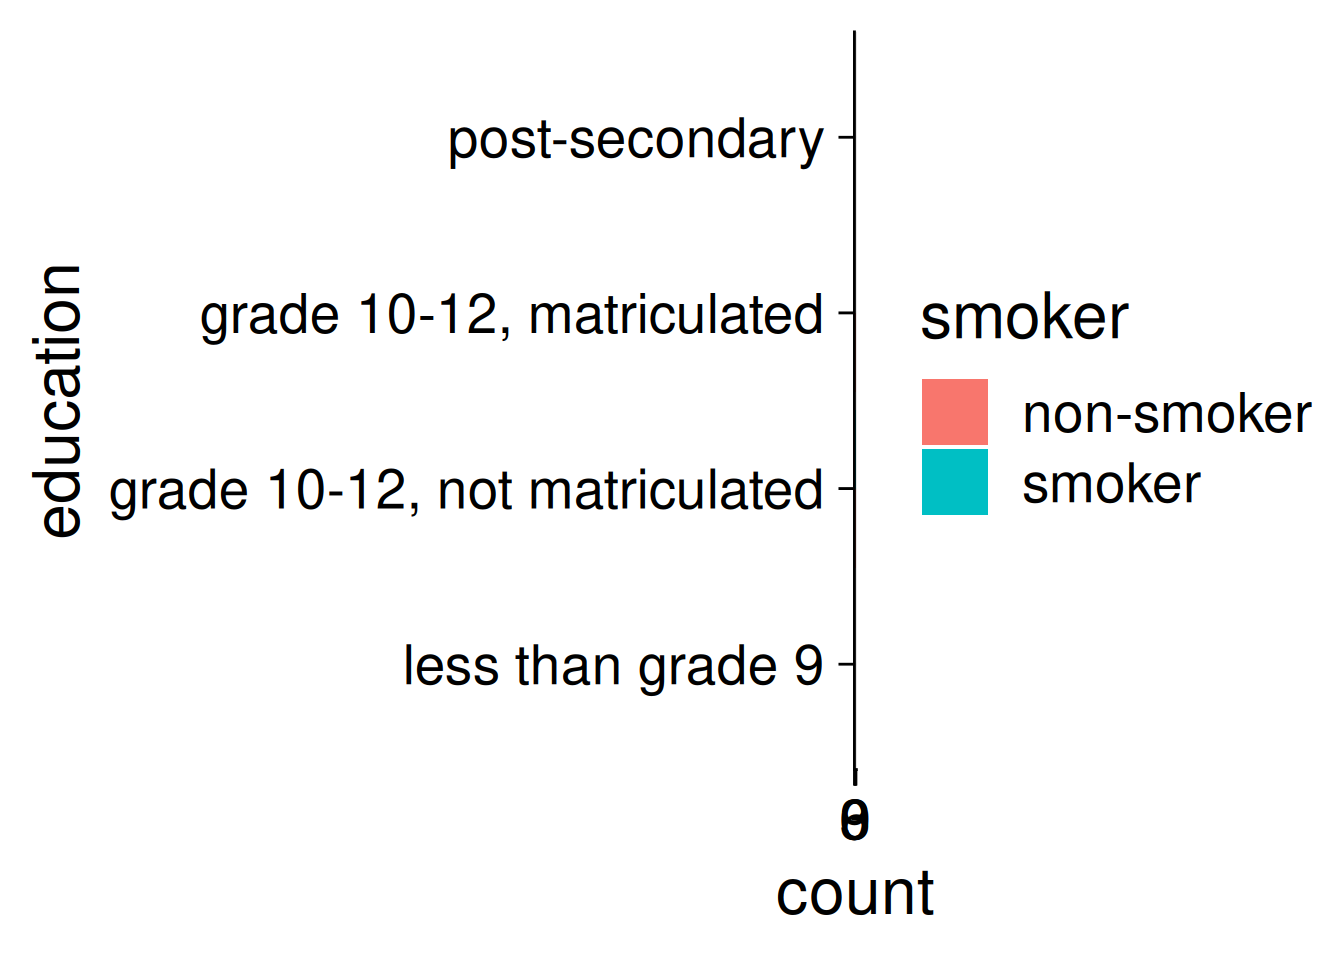 post-secondary
grade 10-12, matriculated
grade 10-12, not matriculated
less than grade 9
education
count
smoker
non-smoker
smoker